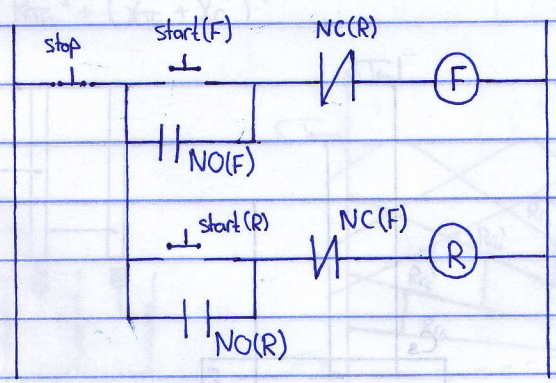 stop
start(F)
NC(R)
F
NO(F)
start(R)
NC(F)
R
NO(R)